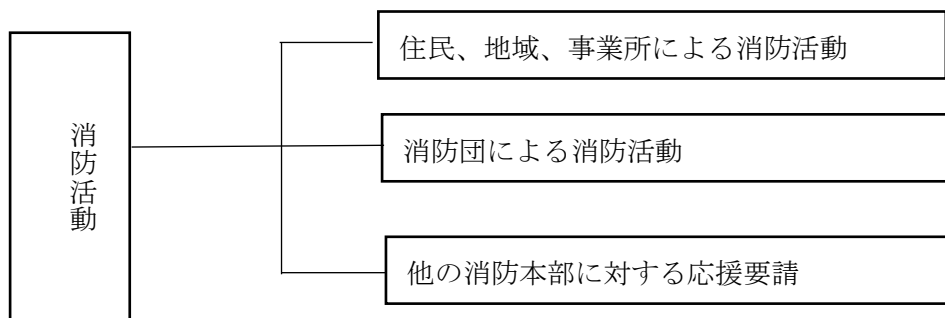 消防活動
住民、地域、事業所による消防活動
消防団による消防活動
他の消防本部に対する応援要請